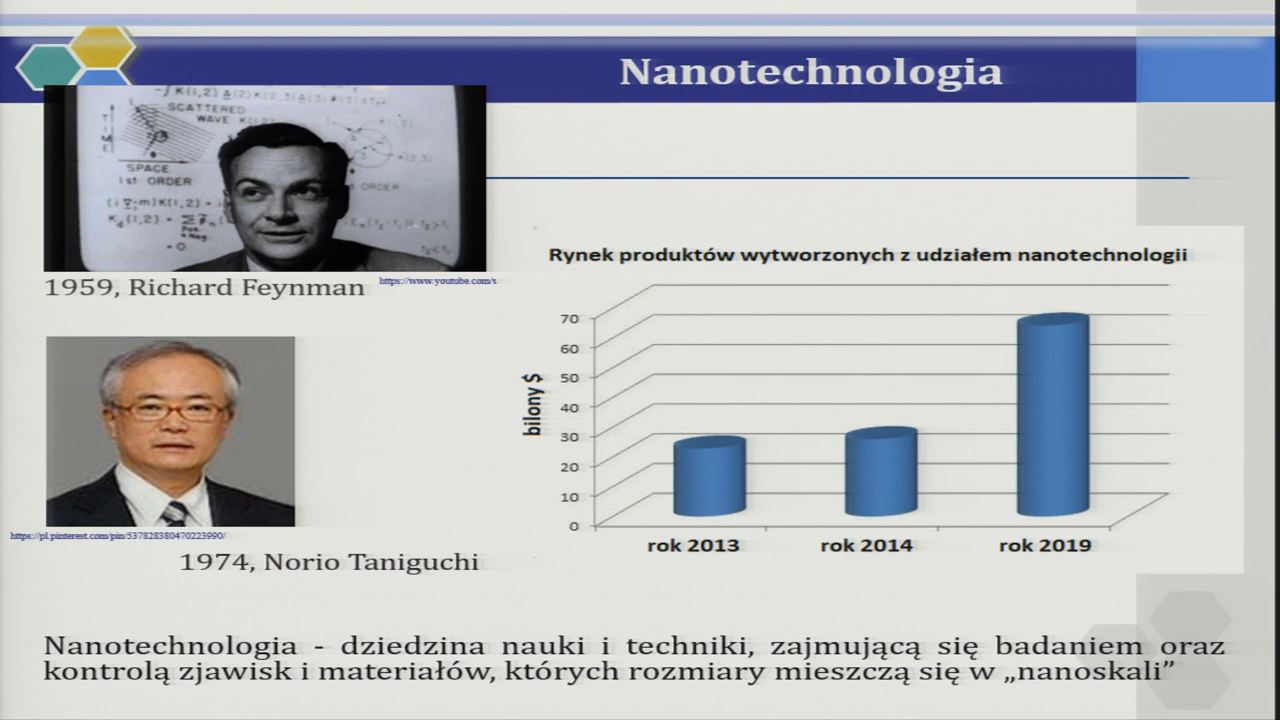 Nanotechnologia
SCATTERED
WAVE K(1,2)
TIME
SPACE
1st ORDER
ORDER
1959, Richard Feynman
https://www.youtube.com/
https://pl.pinterest.com/pin/537828380470223990/
1974, Norio Taniguchi
Rynek produktów wytworzonych z udziałem nanotechnologii
bilony $
70
60
50
40
30
20
10
0
rok 2013 rok 2014 rok 2019
Nanotechnologia - dziedzina nauki i techniki, zajmującą się badaniem oraz
kontrolą zjawisk i materiałów, których rozmiary mieszczą się w „nanoskali”